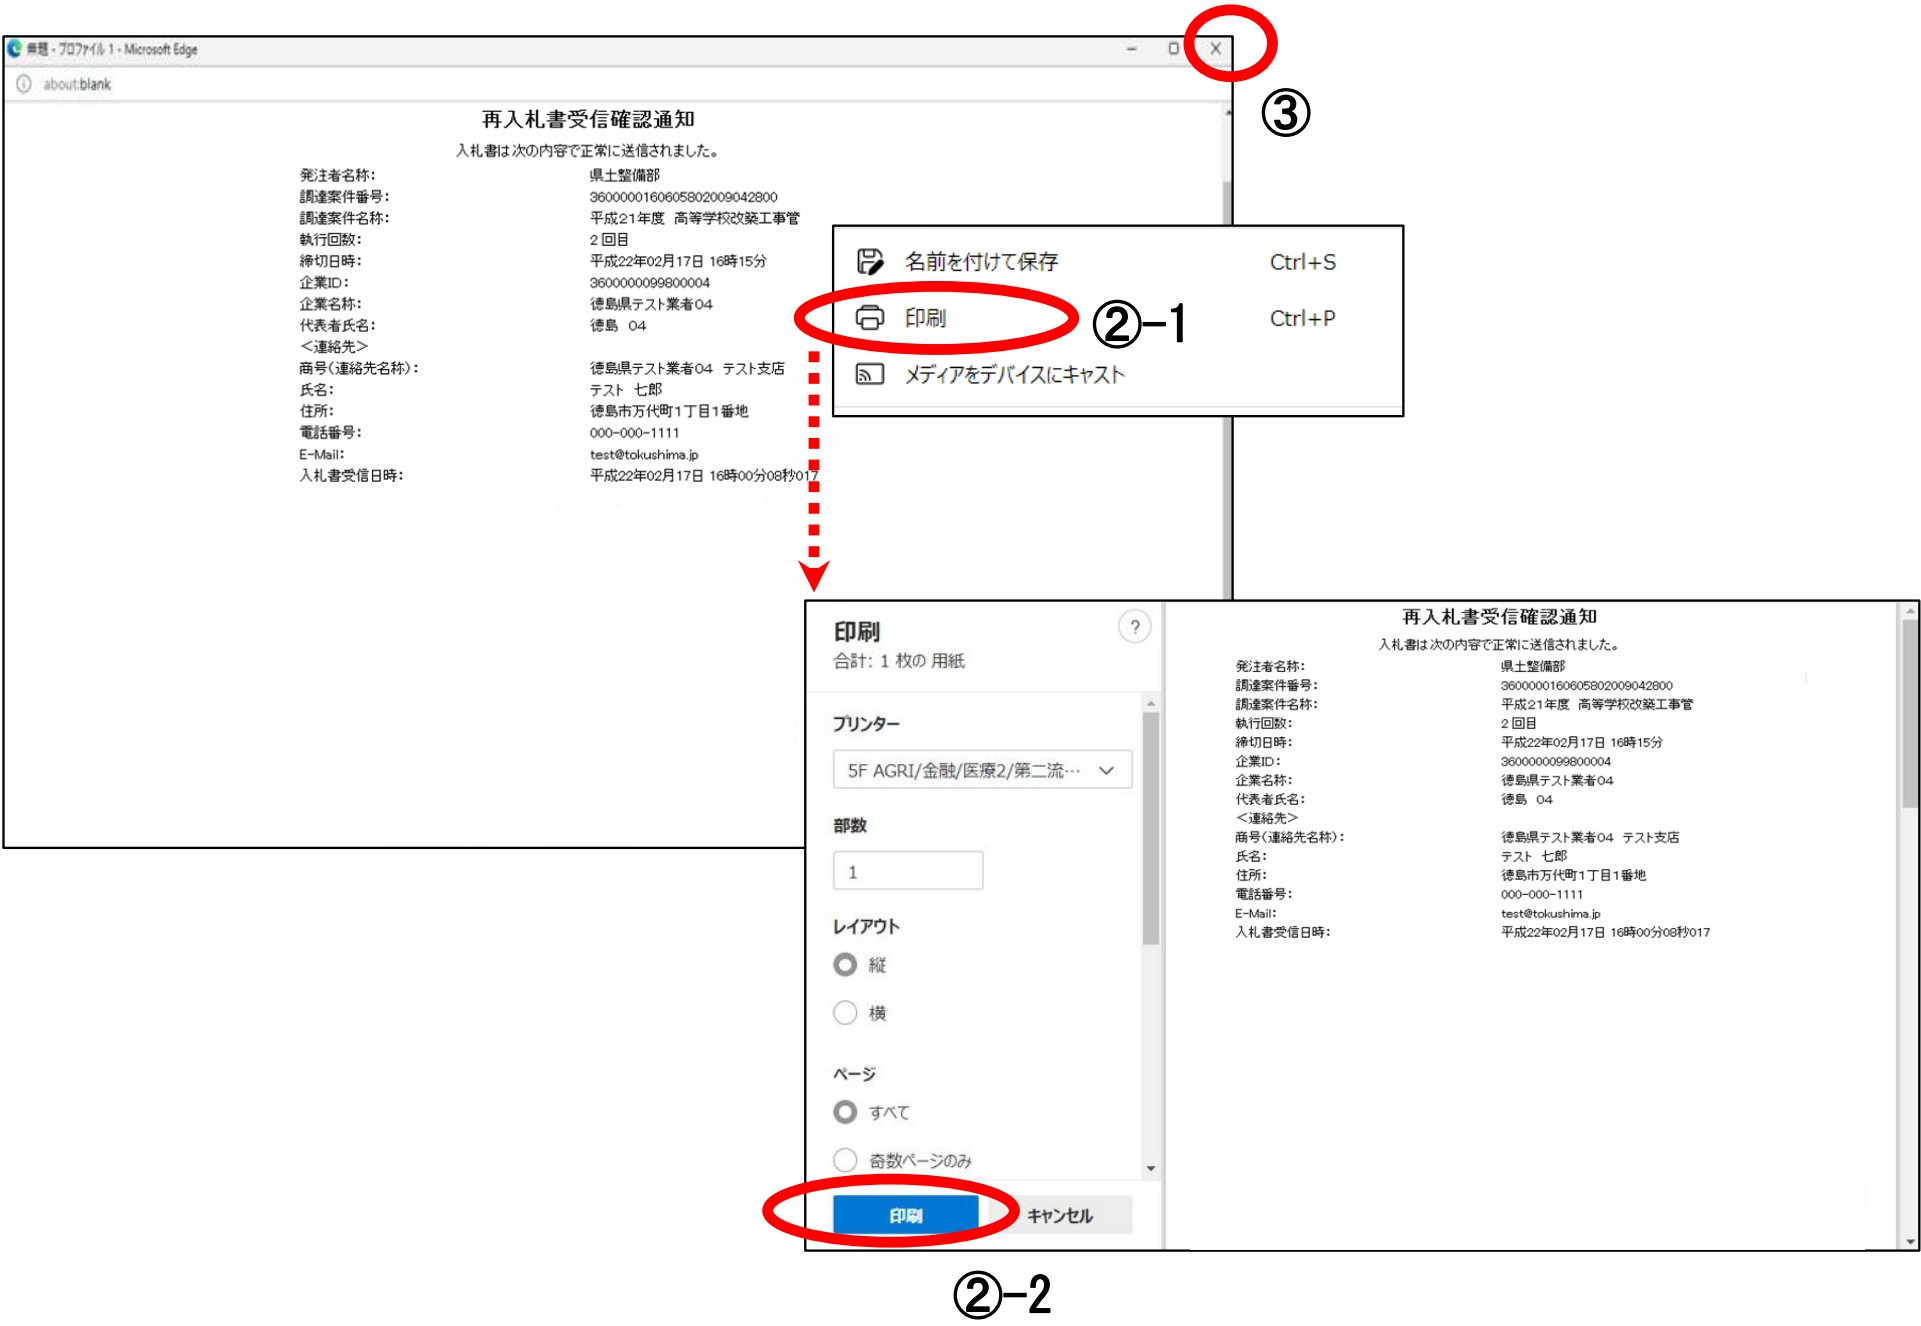 無題 - プロファイル 1 - Microsoft Edge
about:blank
③
再入札書受信確認通知
入札書は次の内容で正常に送信されました。
発注者名称： 県土整備部
調達案件番号： 3600000160605802009042800
調達案件名称： 平成21年度 高等学校改築工事管
執行回数： 2回目
締切日時： 平成22年02月17日 16時15分
企業ID： 3600000099800004
企業名称： 徳島県テスト業者04
代表者氏名： 徳島 04
＜連絡先＞
商号(連絡先名称)： 徳島県テスト業者04 テスト支店
氏名： テスト 七郎
住所： 徳島市万代町1丁目1番地
電話番号： 000-000-1111
E-Mail： test@tokushima.jp
入札書受信日時： 平成22年02月17日 16時00分08秒017
名前を付けて保存 Ctrl+S
印刷 Ctrl+P
②-1
メディアをデバイスにキャスト
印刷
?
合計: 1 枚の 用紙
プリンター
5F AGRI/金融/医療2/第二流…
部数
1
レイアウト
縦
横
ページ
すべて
奇数ページのみ
印刷
キャンセル
再入札書受信確認通知
入札書は次の内容で正常に送信されました。
発注者名称： 県土整備部
調達案件番号： 3600000160605802009042800
調達案件名称： 平成21年度 高等学校改築工事管
執行回数： 2回目
締切日時： 平成22年02月17日 16時15分
企業ID： 3600000099800004
企業名称： 徳島県テスト業者04
代表者氏名： 徳島 04
＜連絡先＞
商号(連絡先名称)： 徳島県テスト業者04 テスト支店
氏名： テスト 七郎
住所： 徳島市万代町1丁目1番地
電話番号： 000-000-1111
E-Mail： test@tokushima.jp
入札書受信日時： 平成22年02月17日 16時00分08秒017
②-2